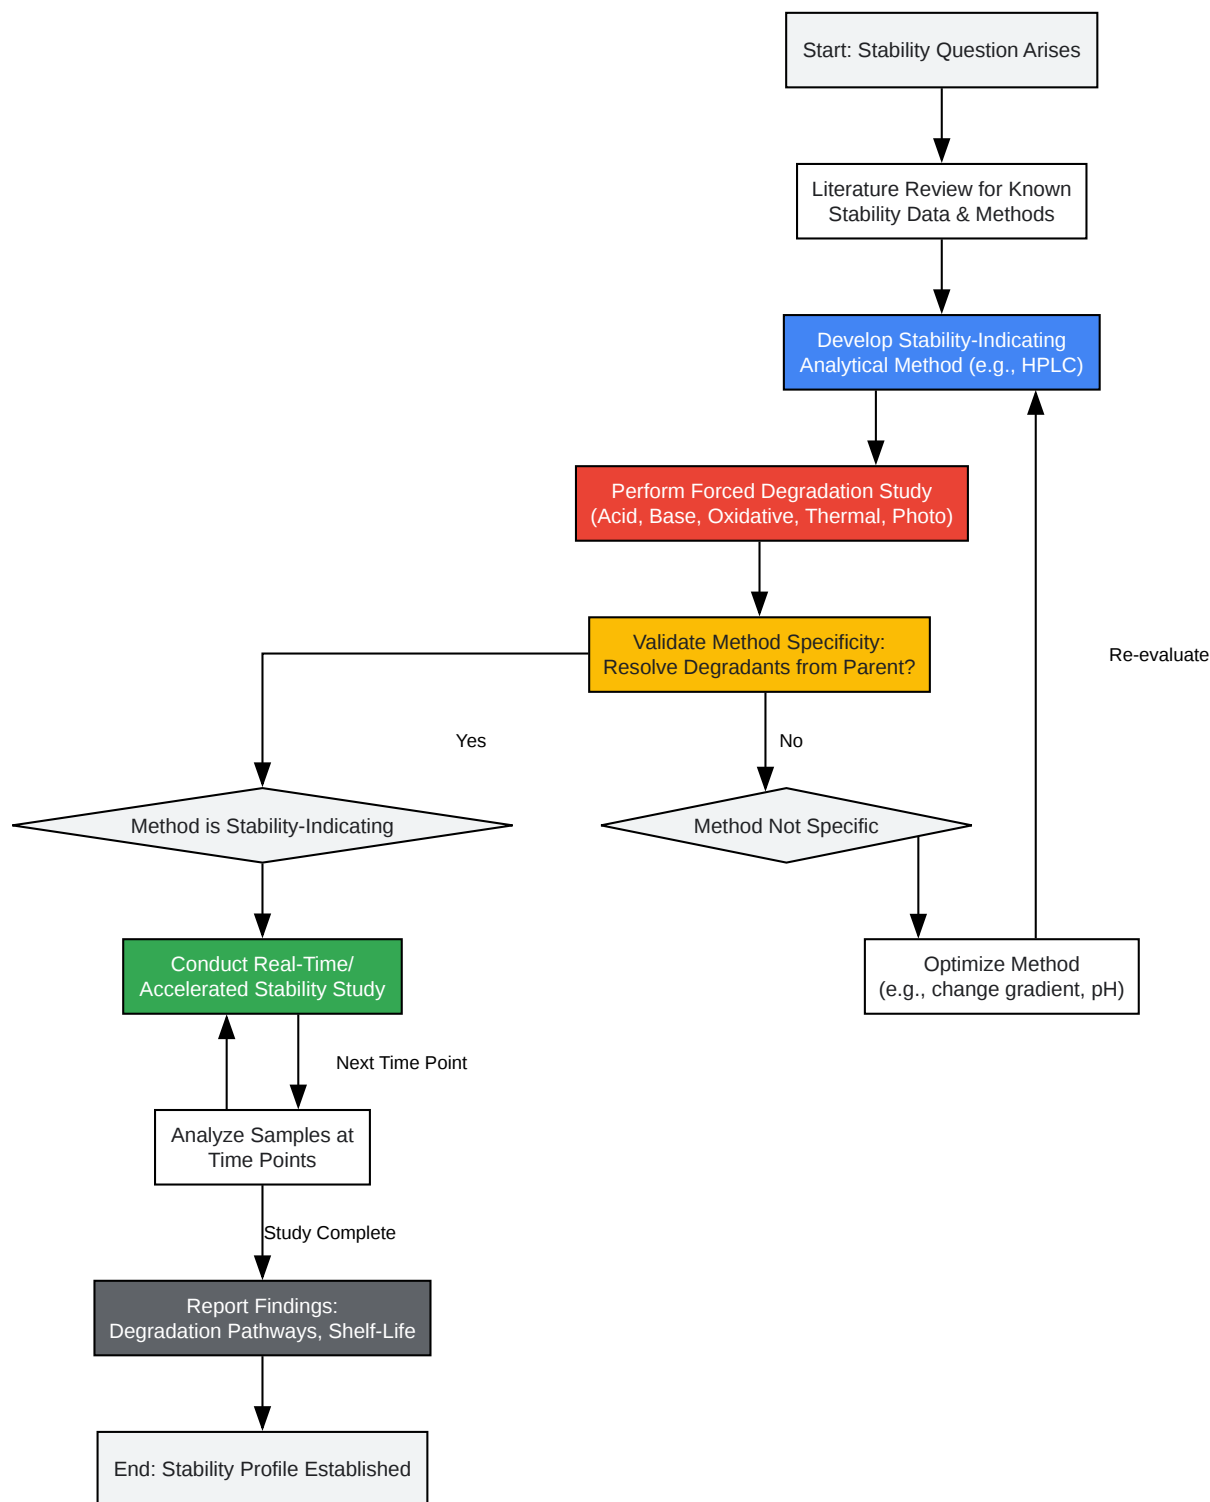 Start: Stability Question Arises
Literature Review for Known
Stability Data & Methods
Develop Stability-Indicating
Analytical Method (e.g., HPLC)
Perform Forced Degradation Study
(Acid, Base, Oxidative, Thermal, Photo)
Validate Method Specificity:
Resolve Degradants from Parent?
Re-evaluate
Yes
No
Method is Stability-Indicating
Method Not Specific
Conduct Real-Time/
Accelerated Stability Study
Optimize Method
(e.g., change gradient, pH)
Next Time Point
Analyze Samples at
Time Points
Study Complete
Report Findings:
Degradation Pathways, Shelf-Life
End: Stability Profile Established